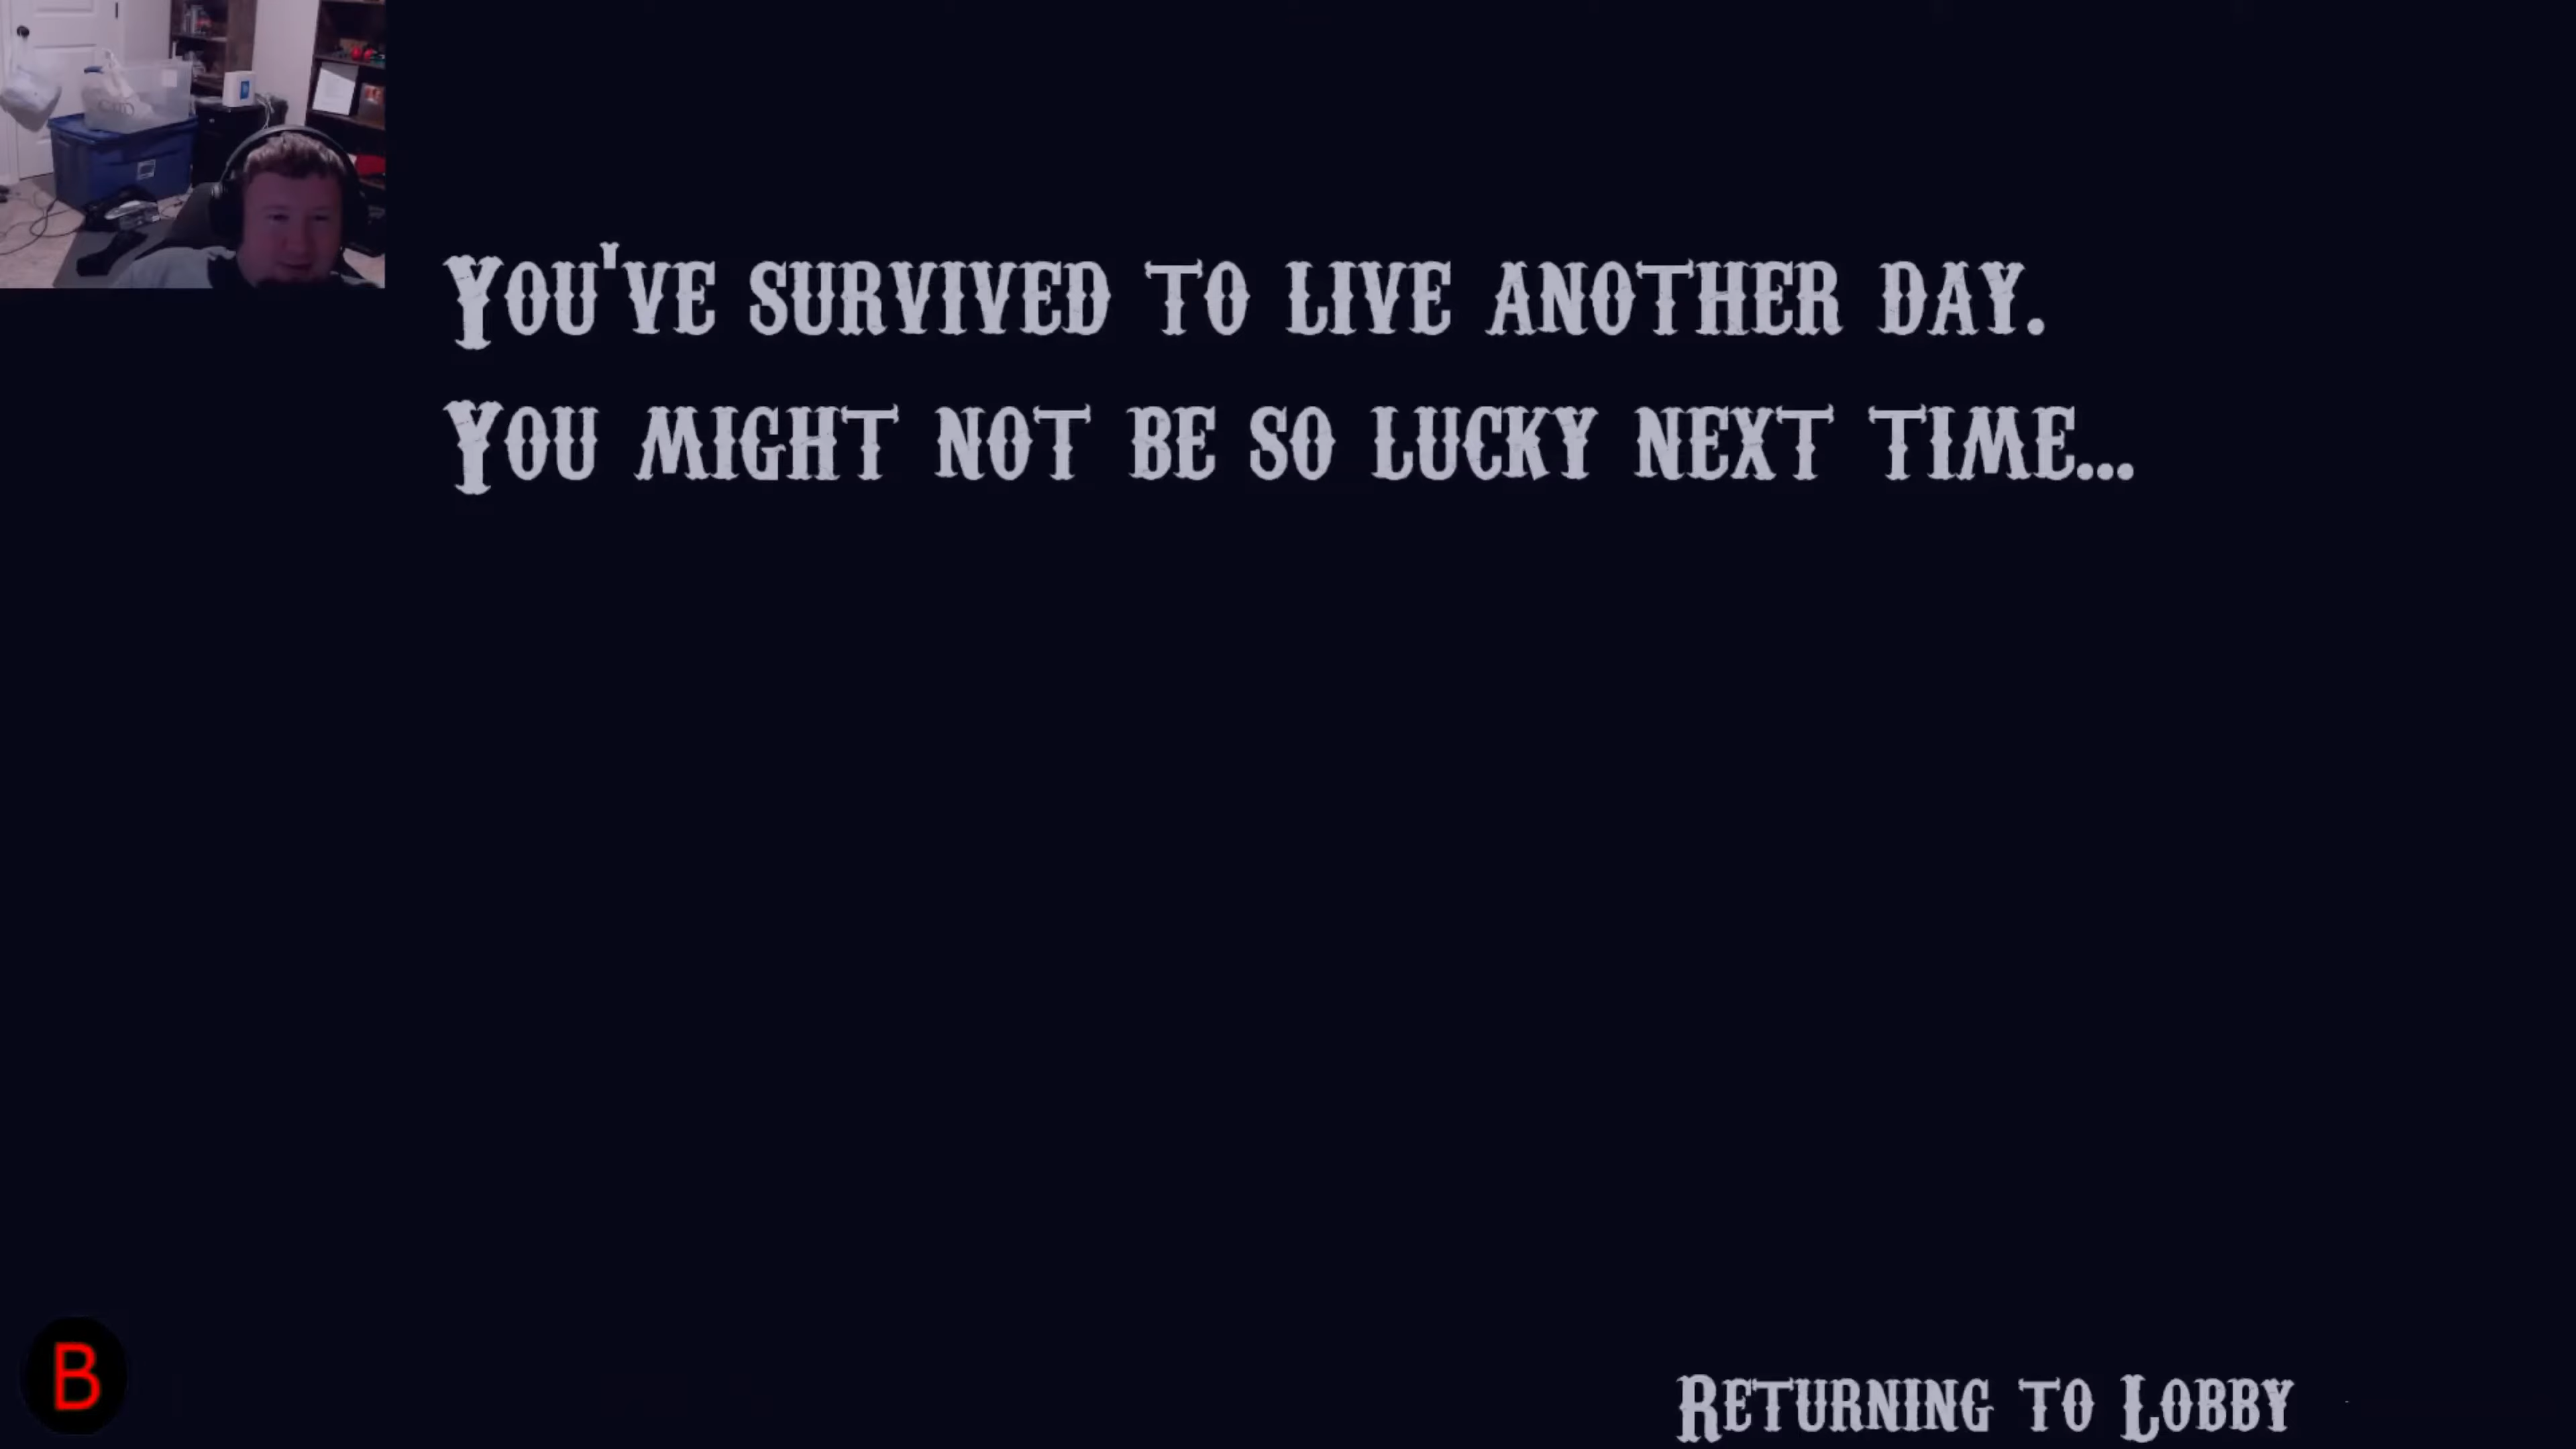 You've survived to live another day.
You might not be so lucky next time...
B
Returning to Lobby